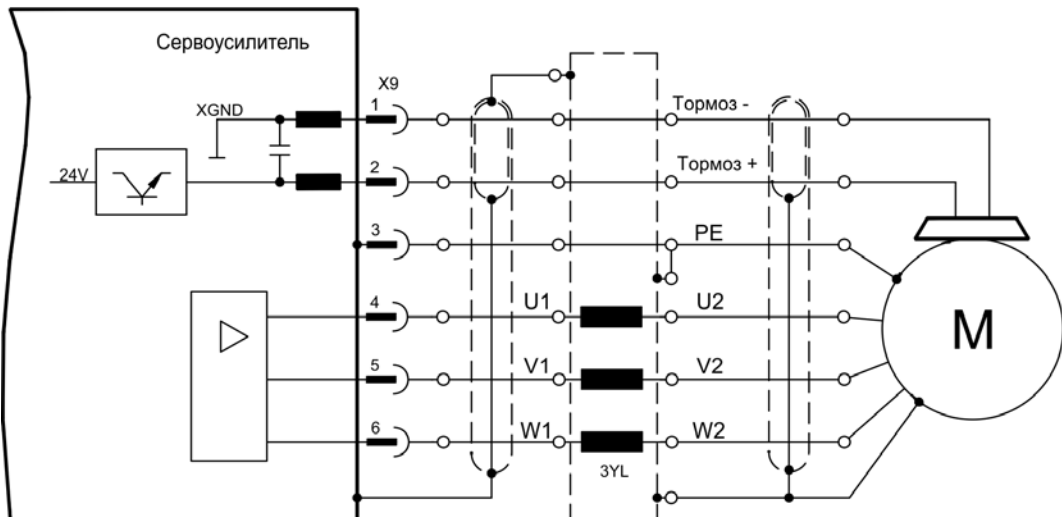 Сервоусилитель
X9
XGND
1
Тормоз -
24V
2
Тормоз +
3
PE
4
U1
U2
M
5
V1
V2
6
W1
W2
3YL